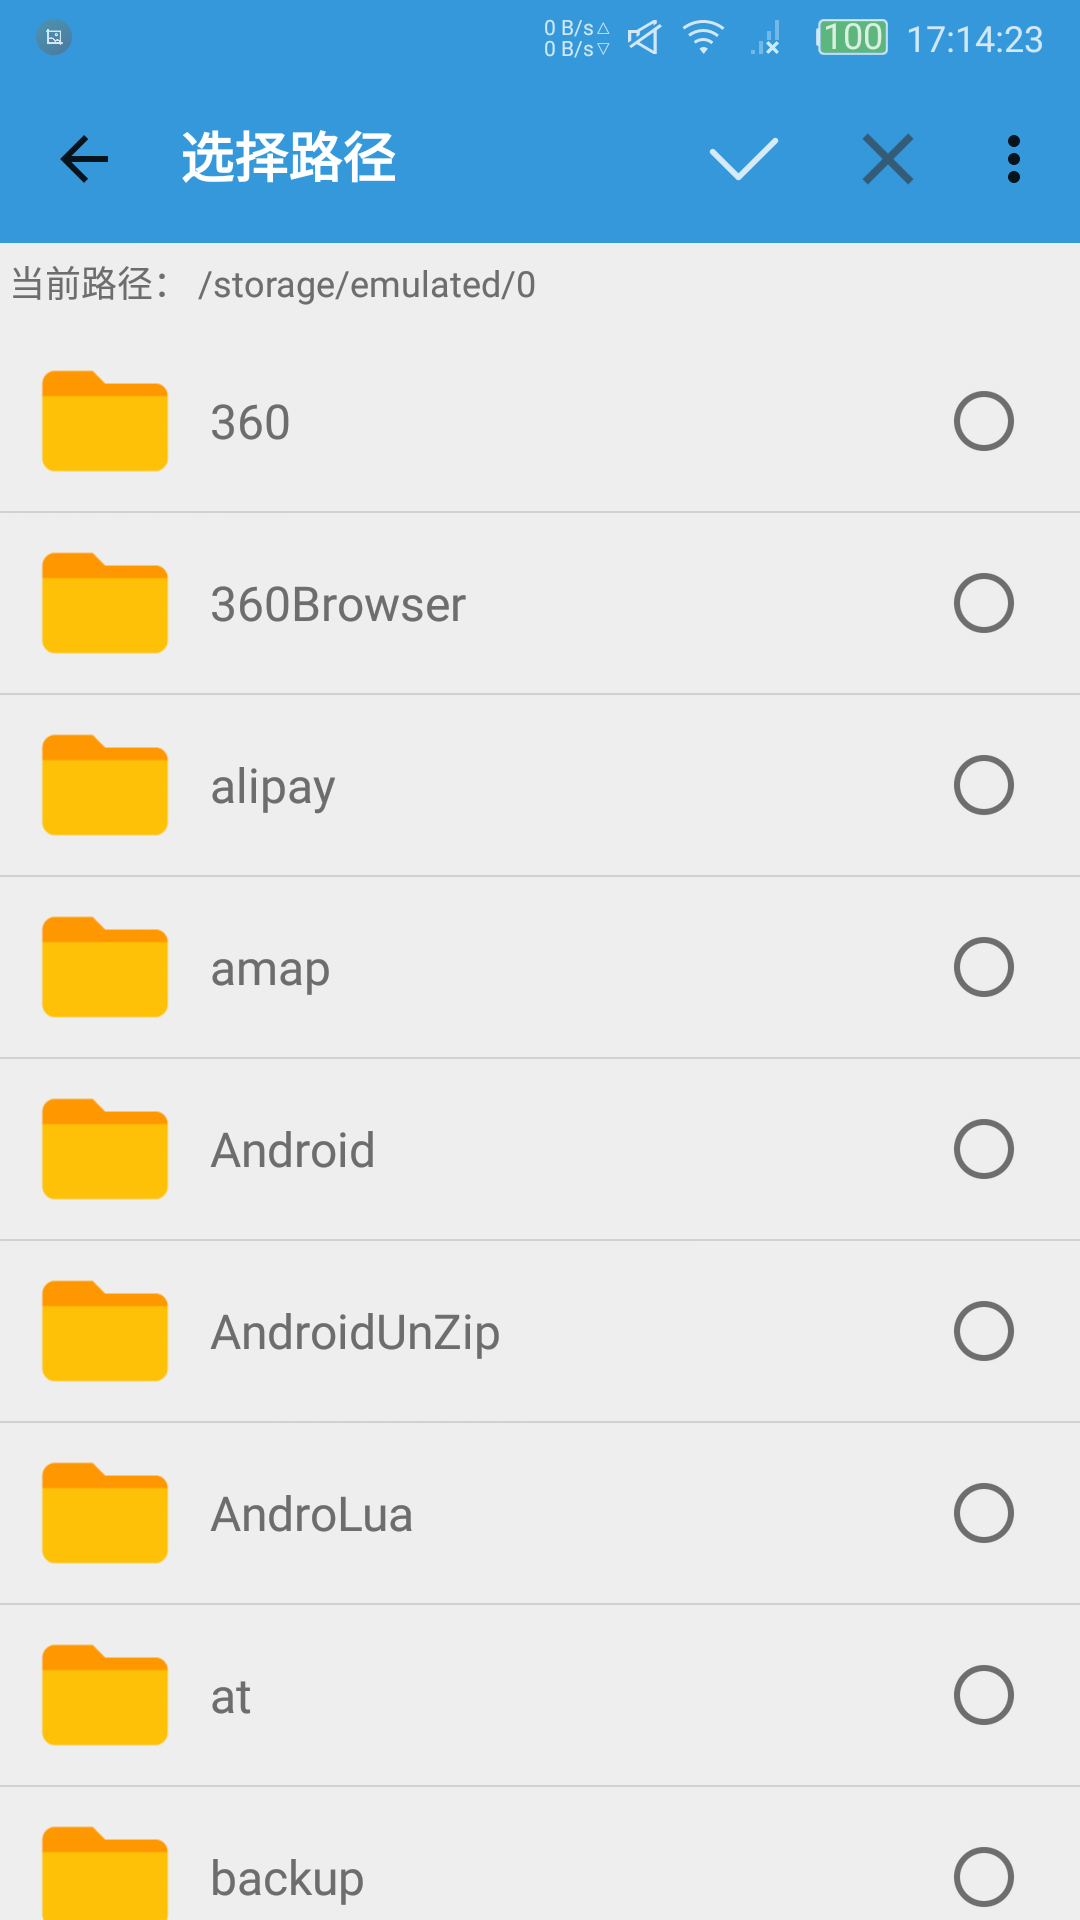 0 B/s
0 B/s
100
17:14:23
选择路径
当前路径： /storage/emulated/0
360
360Browser
alipay
amap
Android
AndroidUnZip
AndroLua
at
backup